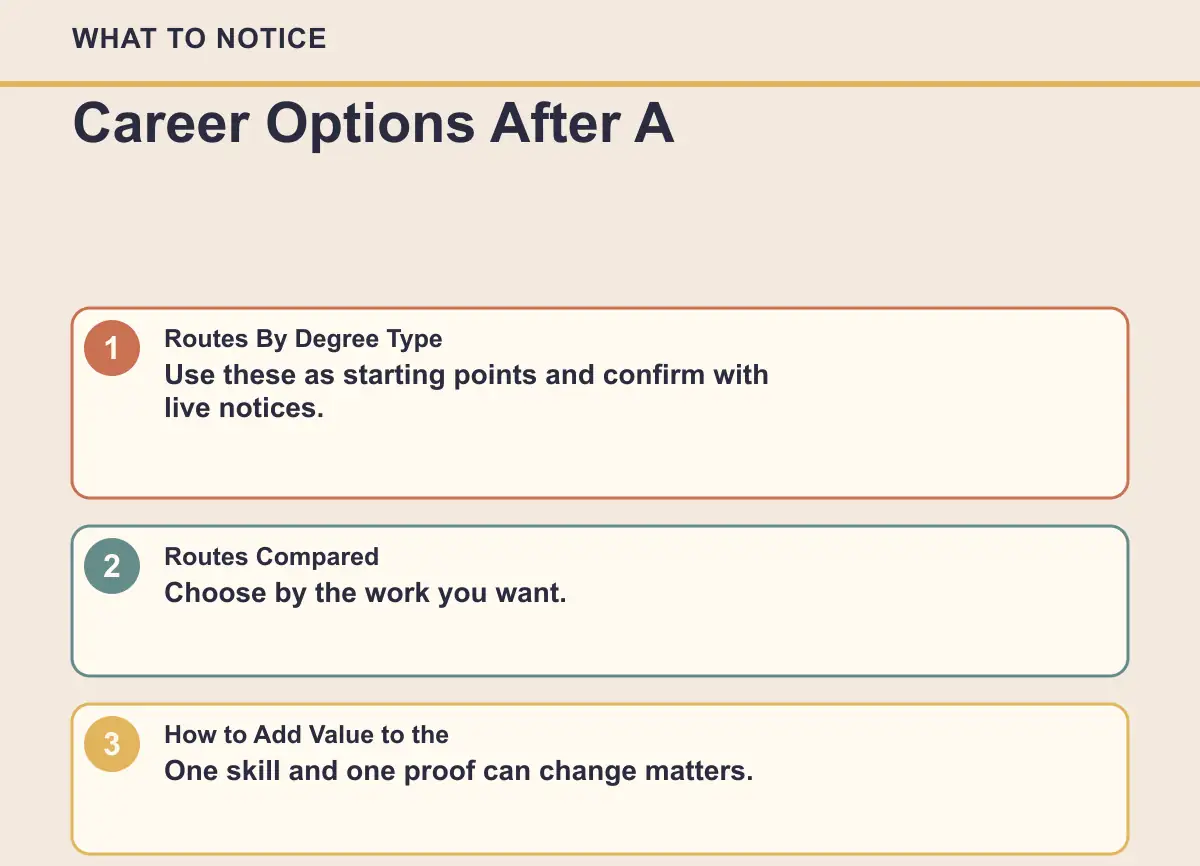 WHAT TO NOTICE
Career Options After A
1
Routes By Degree Type
Use these as starting points and confirm with
live notices.
2
Routes Compared
Choose by the work you want.
3
How to Add Value to the
One skill and one proof can change matters.